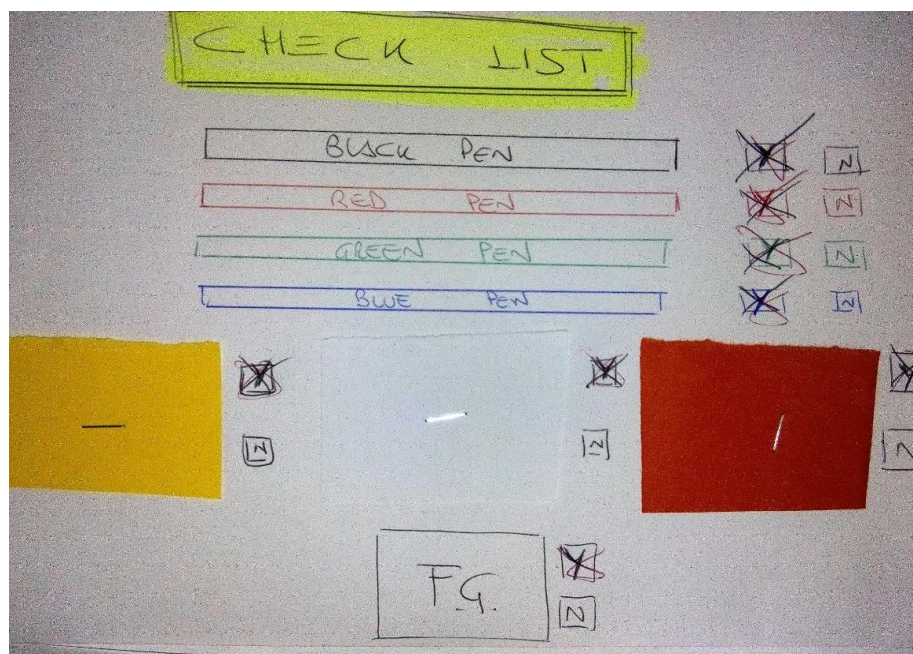 CHECK LIST
BLACK PEN N
RED PEN N
GREEN PEN N
BLUE PEN N
N N N
F.G. N